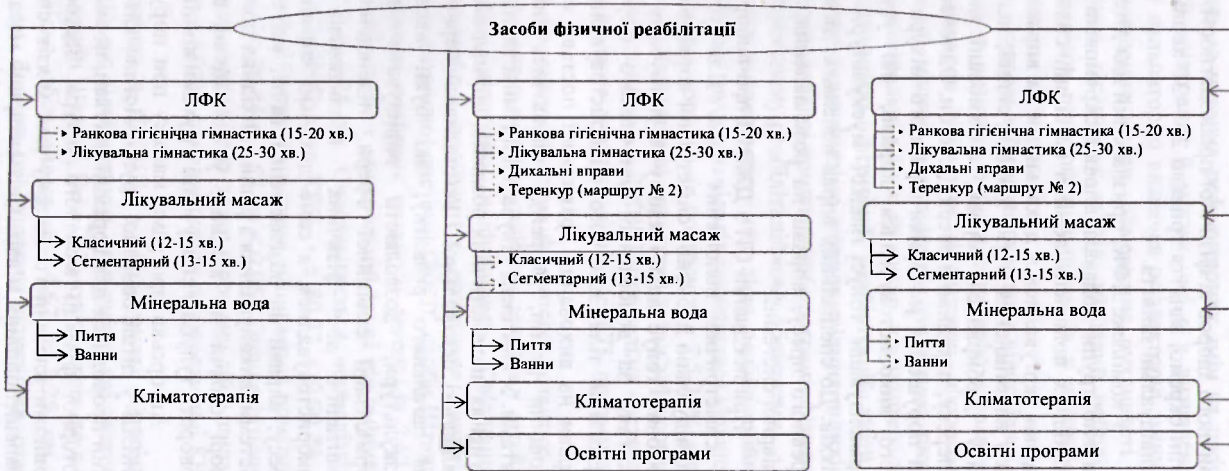 Засоби фізичної реабілітації
ЛФК
Ранкова гігієнічна гімнастика (15-20 хв.)
Лікувальна гімнастика (25-30 хв.)
Лікувальний масаж
Класичний (12-15 хв.)
Сегментарний (13-15 хв.)
Мінеральна вода
Пиття
Ванни
Кліматотерапія
ЛФК
Ранкова гігієнічна гімнастика (15-20 хв.)
Лікувальна гімнастика (25-30 хв.)
Дихальні вправи
Теренкур (маршрут № 2)
Лікувальний масаж
Класичний (12-15 хв.)
Сегментарний (13-15 хв.)
Мінеральна вода
Пиття
Ванни
Кліматотерапія
Освітні програми
ЛФК
Ранкова гігієнічна гімнастика (15-20 хв.)
Лікувальна гімнастика (25-30 хв.)
Дихальні вправи
Теренкур (маршрут № 2)
Лікувальний масаж
Класичний (12-15 хв.)
Сегментарний (13-15 хв.)
Мінеральна вода
Пиття
Ванни
Кліматотерапія
Освітні програми